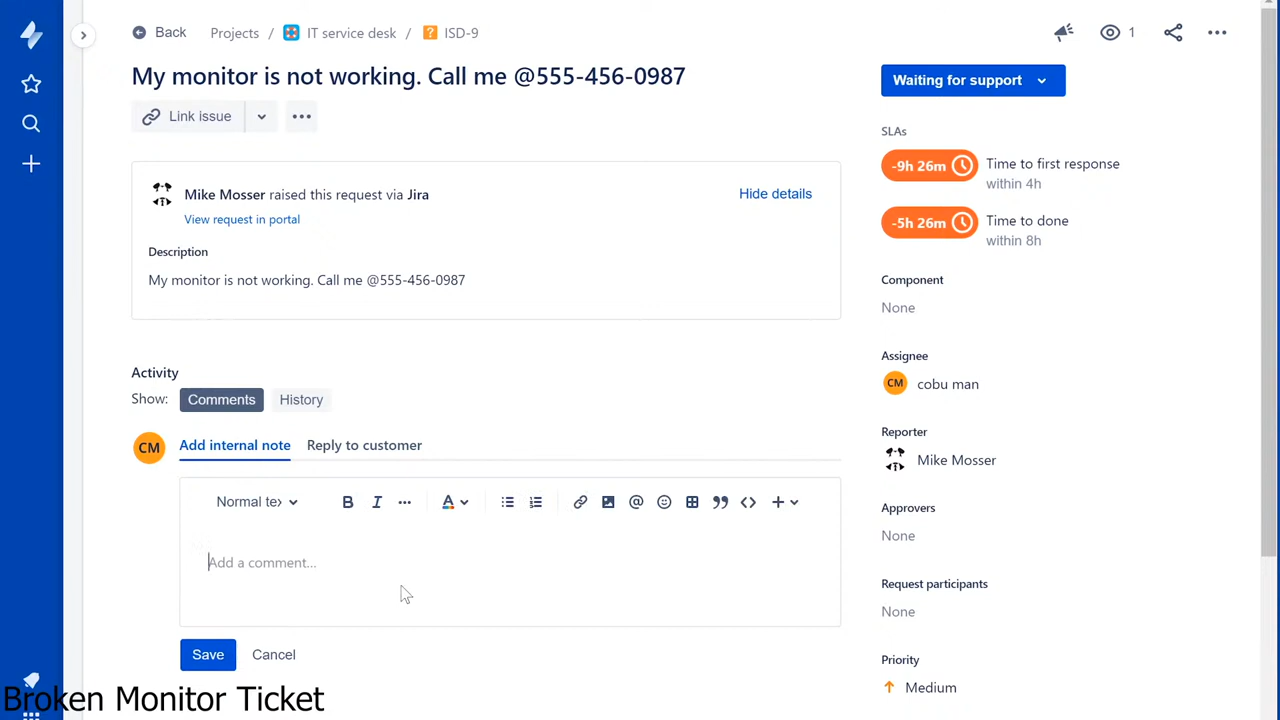 Back
Projects / IT service desk / ISD-9
1
My monitor is not working. Call me @555-456-0987
Link issue
Mike Mosser raised this request via Jira
Hide details
View request in portal
Description
My monitor is not working. Call me @555-456-0987
Activity
Show: Comments History
CM
Add internal note Reply to customer
Normal te
B I A @
Add a comment...
Save Cancel
Waiting for support
SLAs
-9h 26m Time to first response
within 4h
-5h 26m Time to done
within 8h
Component
None
Assignee
CM cobu man
Reporter
Mike Mosser
Approvers
None
Request participants
None
Priority
Medium
Broken Monitor Ticket